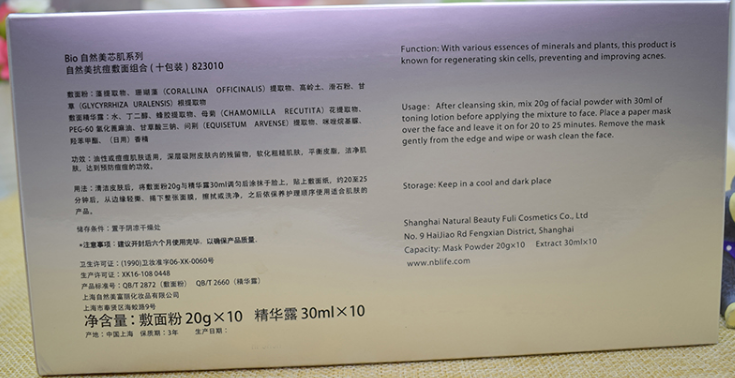 Bio 自然美芯肌系列
自然美抗痘敷面组合(十包装) 823010
敷面粉：藻提取物、珊瑚藻（CORALLINA OFFICINALIS）提取物、高岭土、滑石粉、甘
草（GLYCYRRHIZA URALENSIS）根提取物
敷面精华露：水、丁二醇、蜂胶提取物、母菊（CHAMOMILLA RECUTITA）花提取物、
PEG-60 氢化蓖麻油、甘草酸三钠、问荆（EQUISETUM ARVENSE）提取物、咪唑烷基脲、
羟苯甲酯、（日用）香精
功效：油性或痘痘肌肤适用，深层吸附皮肤内的残留物，软化粗糙肌肤，平衡皮脂，洁净肌
肤，达到预防痘痘的功效。
用法：清洁皮肤后，将敷面粉20g与精华露30ml调匀后涂抹于脸上，贴上敷面纸，约20至25
分钟后，从边缘轻撕、绳下整张面膜，擦拭或洗净，之后依保养护理顺序使用适合肌肤的
产品。
储存条件：置于阴凉干燥处
*注意事项：建议开封后六个月使用完毕，以确保产品质量。
卫生许可证：(1990)卫妆准字06-XK-0060号
生产许可证：XK16-108 0448
产品标准号：QB/T 2872（敷面粉） QB/T 2660（精华露）
上海自然美富丽化妆品有限公司
上海市奉贤区海蛟路9号
净含量：敷面粉 20g×10 精华露 30ml×10
产地：中国上海 保质期：3年 生产日期：
Function: With various essences of minerals and plants, this product is
known for regenerating skin cells, preventing and improving acnes.
Usage： After cleansing skin, mix 20g of facial powder with 30ml of
toning lotion before applying the mixture to face. Place a paper mask
over the face and leave it on for 20 to 25 minutes. Remove the mask
gently from the edge and wipe or wash clean the face.
Storage: Keep in a cool and dark place
Shanghai Natural Beauty Fuli Cosmetics Co., Ltd
No. 9 HaiJiao Rd Fengxian District, Shanghai
Capacity: Mask Powder 20g×10 Extract 30ml×10
www.nblife.com